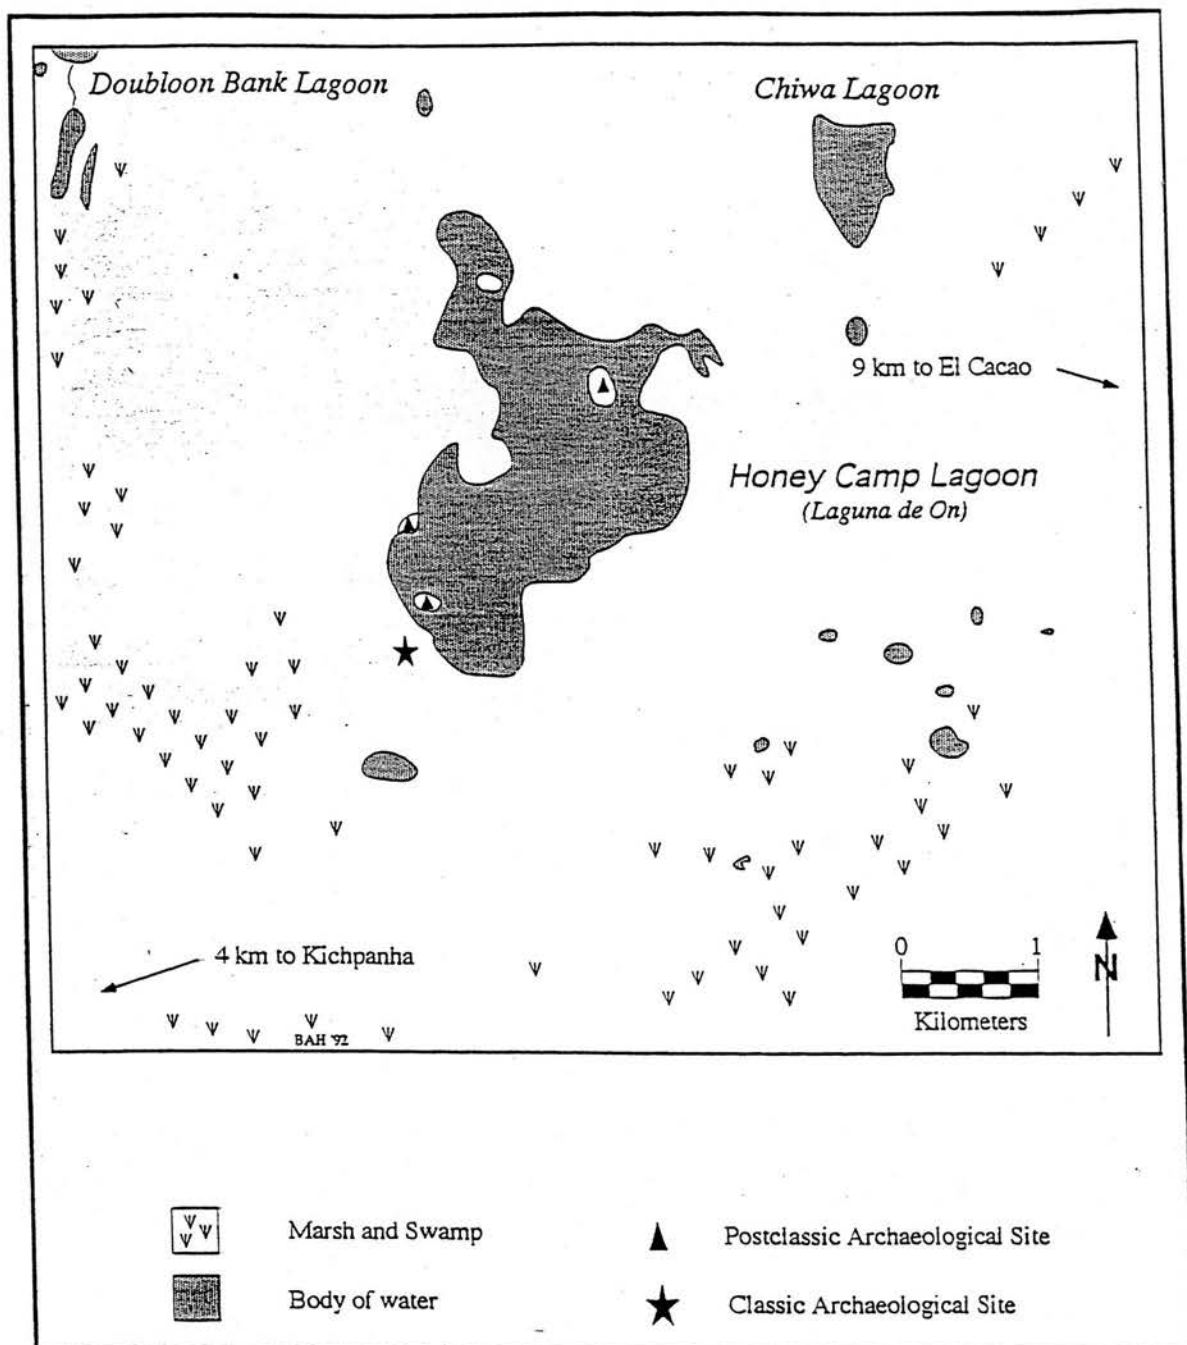 Doubloon Bank Lagoon
Chiwa Lagoon
9 km to El Cacao
Honey Camp Lagoon
(Laguna de On)
4 km to Kichpanha
BAH '92
0 1
Kilometers
N
Marsh and Swamp
Postclassic Archaeological Site
Body of water
Classic Archaeological Site